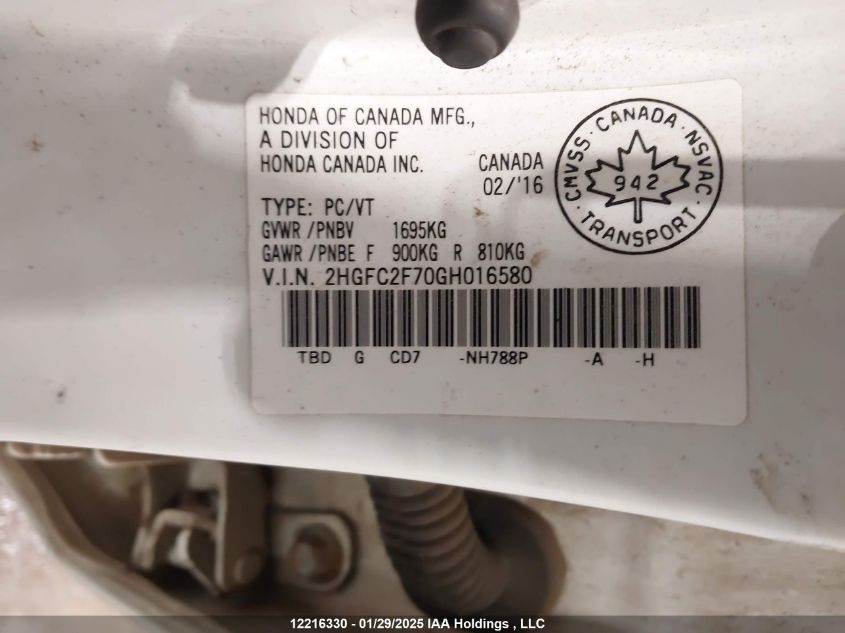 HONDA OF CANADA MFG.,
A DIVISION OF
HONDA CANADA INC.
CANADA
02/'16
TYPE: PC/VT
GVWR /PNBV 1695KG
GAWR /PNBE F 900KG R 810KG
V.I.N. 2HGFC2F70GH016580
TBD G CD7 -NH788P -A -H
CMVSS · CANADA · NSVAC
942
· TRANSPORT ·
12216330 - 01/29/2025 IAA Holdings , LLC